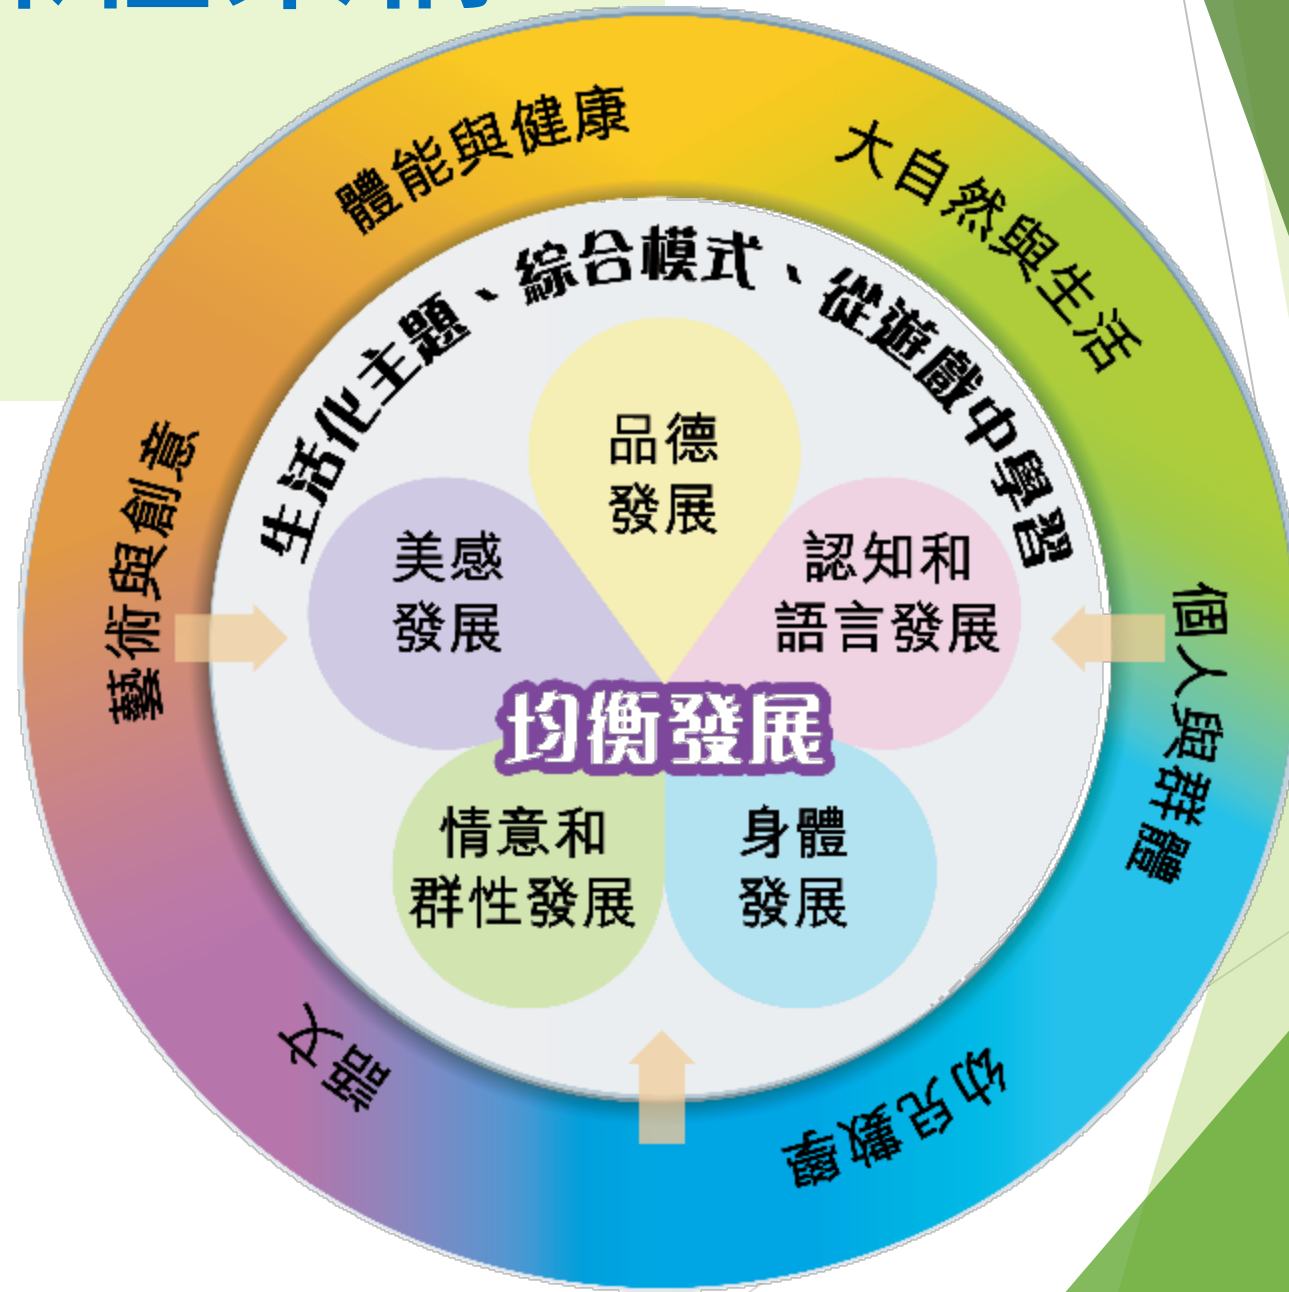 體能與健康
大自然與生活
個人與群體
幼兒數學
語文
藝術與創意
生活化主題、綜合模式、從遊戲中學習
品德
發展
美感
發展
認知和
語言發展
均衡發展
情意和
群性發展
身體
發展